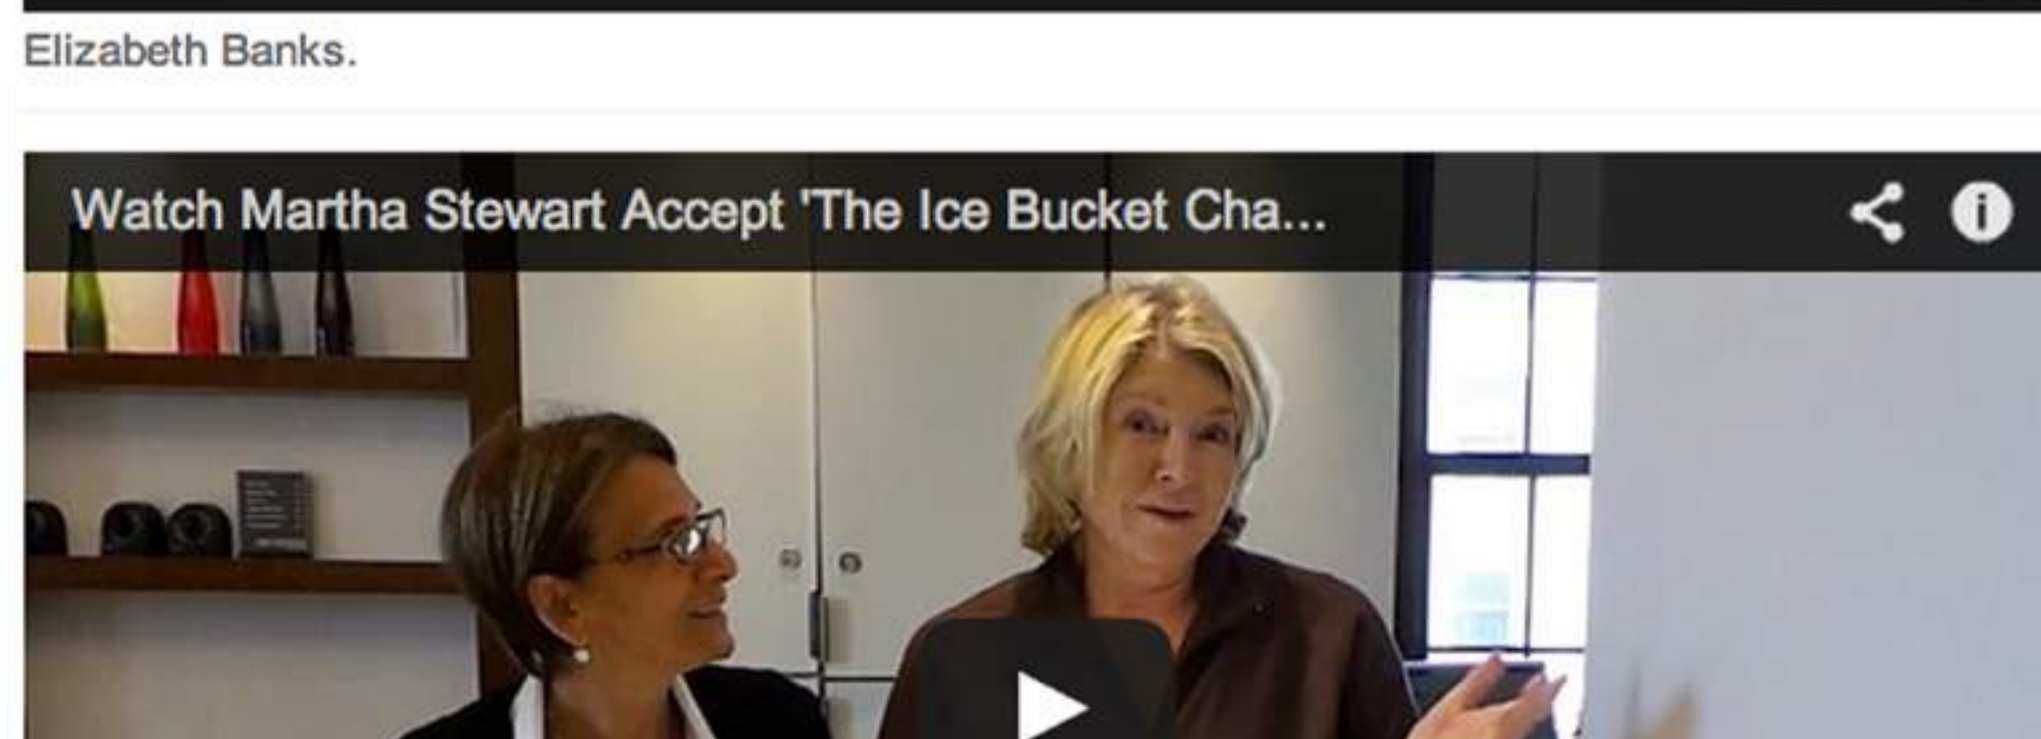 Elizabeth Banks.
Watch Martha Stewart Accept 'The Ice Bucket Cha...